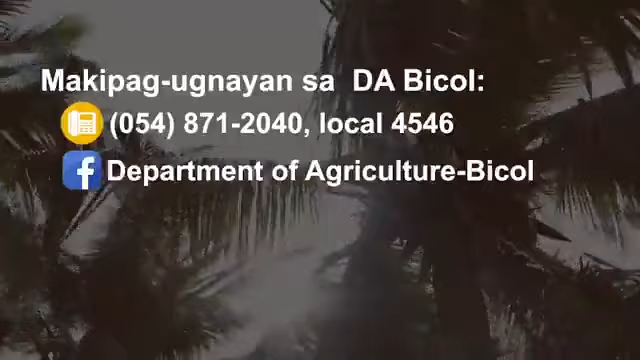 Makipag-ugnayan sa DA Bicol:
(054) 871-2040, local 4546
Department of Agriculture-Bicol